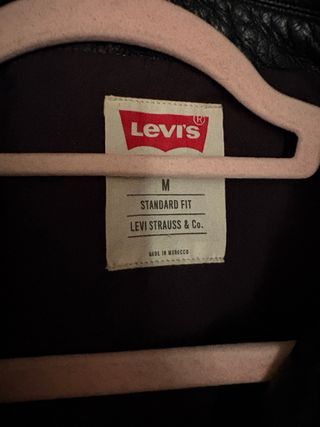 LEVI'S ®
M
STANDARD FIT
LEVI STRAUSS & Co.
MADE IN MOROCCO